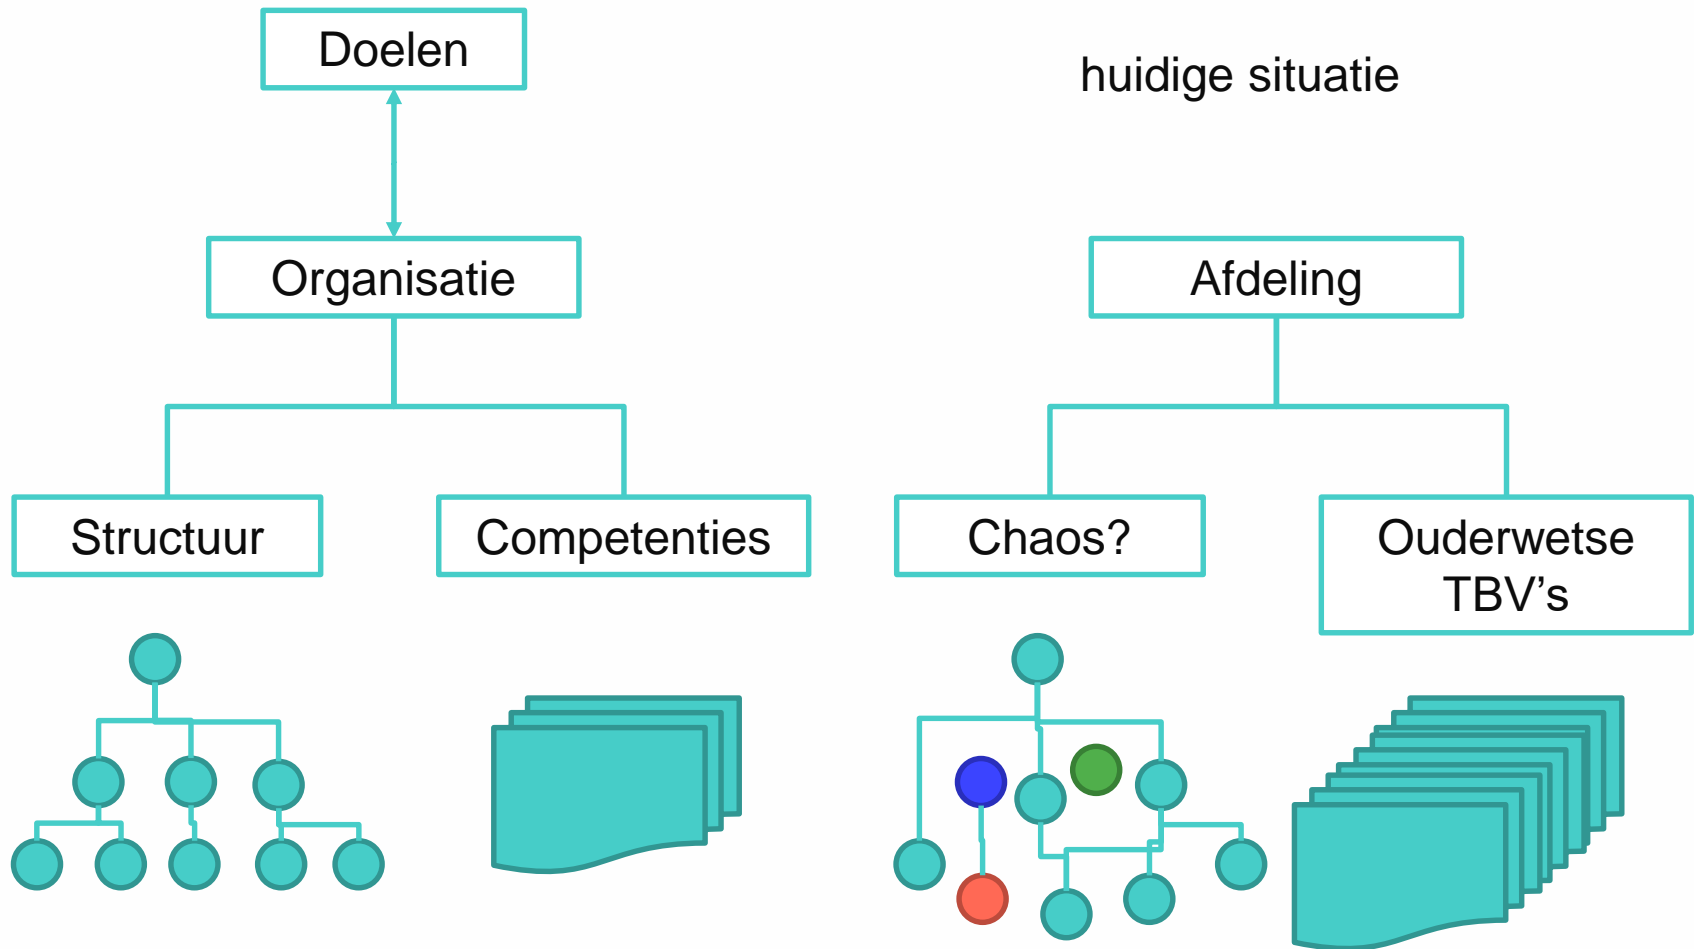 Doelen
huidige situatie
Organisatie
Afdeling
Structuur
Competenties
Chaos?
Ouderwetse
TBV’s